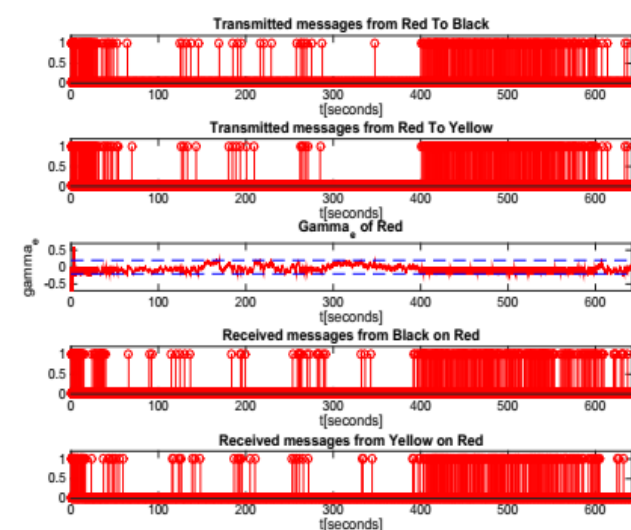 Transmitted messages from Red To Black
1
0.5
0
0 100 200 300 400 500 600
t[seconds]
Transmitted messages from Red To Yellow
1
0.5
0
0 100 200 300 400 500 600
t[seconds]
Gamma_e of Red
gamma_e
0.5
0
-0.5
0 100 200 300 400 500 600
t[seconds]
Received messages from Black on Red
1
0.5
0
0 100 200 300 400 500 600
t[seconds]
Received messages from Yellow on Red
1
0.5
0
0 100 200 300 400 500 600
t[seconds]